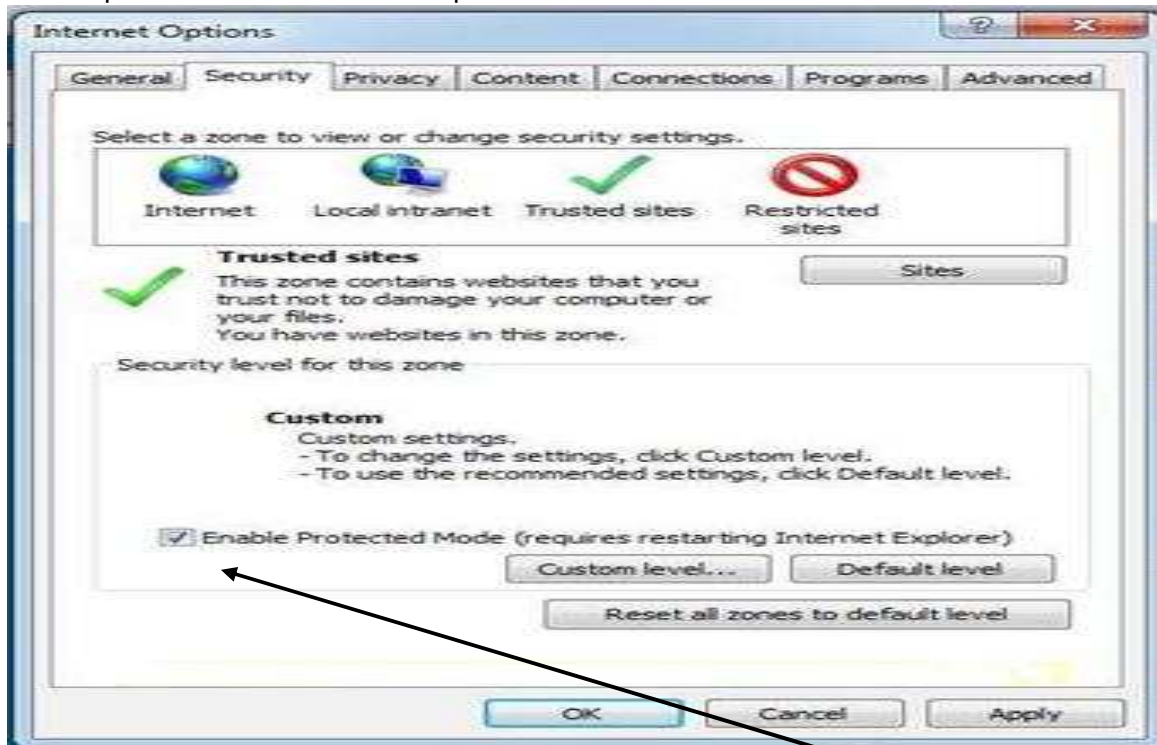 Internet Options
General Security Privacy Content Connections Programs Advanced
Select a zone to view or change security settings.
Internet Local intranet Trusted sites Restricted
sites
Trusted sites
Sites
This zone contains websites that you
trust not to damage your computer or
your files.
You have websites in this zone.
Security level for this zone
Custom
Custom settings.
- To change the settings, click Custom level.
- To use the recommended settings, click Default level.
Enable Protected Mode (requires restarting Internet Explorer)
Custom level... Default level
Reset all zones to default level
OK Cancel Apply